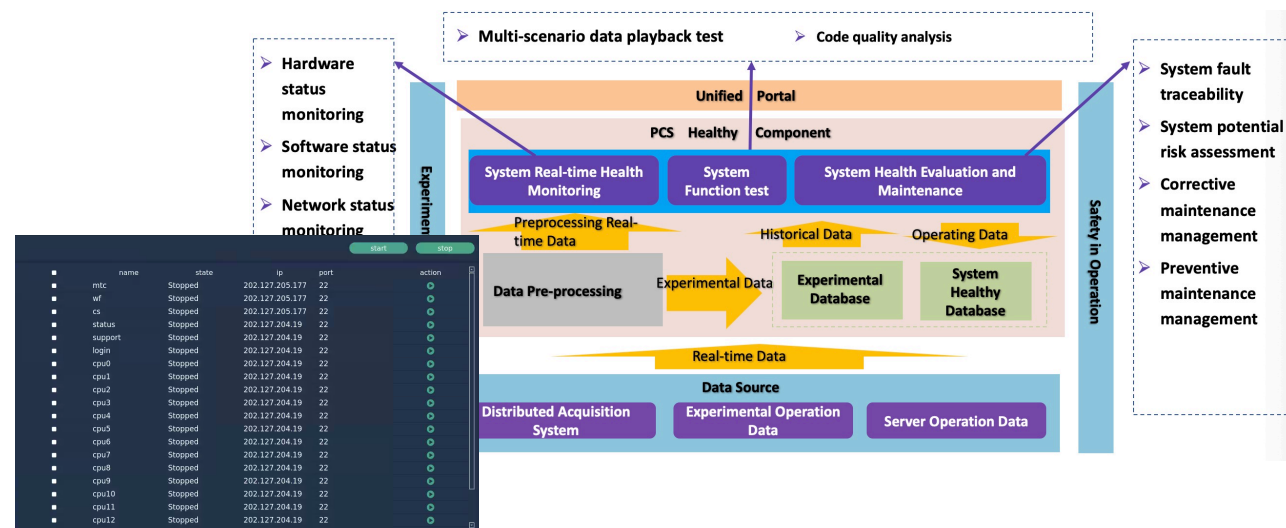 Multi-scenario data playback test
Code quality analysis
Hardware
status
monitoring
Software status
monitoring
Network status
monitoring
System fault
traceability
System potential
risk assessment
Corrective
maintenance
management
Preventive
maintenance
management
Unified Portal
PCS Healthy Component
System Real-time Health
Monitoring
System
Function test
System Health Evaluation and
Maintenance
Preprocessing Real-
time Data
Historical Data
Operating Data
Data Pre-processing
Experimental Data
Experimental
Database
System
Healthy
Database
Real-time Data
Data Source
Distributed Acquisition
System
Experimental Operation
Data
Server Operation Data
Safety in Operation
start stop
name state ip port action
mtc Stopped 202.127.205.177 22
wf Stopped 202.127.205.177 22
cs Stopped 202.127.205.177 22
status Stopped 202.127.204.19 22
support Stopped 202.127.204.19 22
login Stopped 202.127.204.19 22
cpu0 Stopped 202.127.204.19 22
cpu1 Stopped 202.127.204.19 22
cpu2 Stopped 202.127.204.19 22
cpu3 Stopped 202.127.204.19 22
cpu4 Stopped 202.127.204.19 22
cpu5 Stopped 202.127.204.19 22
cpu6 Stopped 202.127.204.19 22
cpu7 Stopped 202.127.204.19 22
cpu8 Stopped 202.127.204.19 22
cpu9 Stopped 202.127.204.19 22
cpu10 Stopped 202.127.204.19 22
cpu11 Stopped 202.127.204.19 22
cpu12 Stopped 202.127.204.19 22